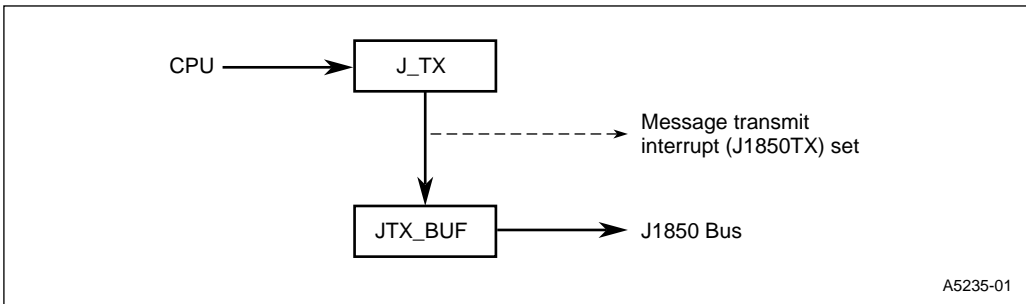 CPU
J_TX
Message transmit
interrupt (J1850TX) set
JTX_BUF
J1850 Bus
A5235-01